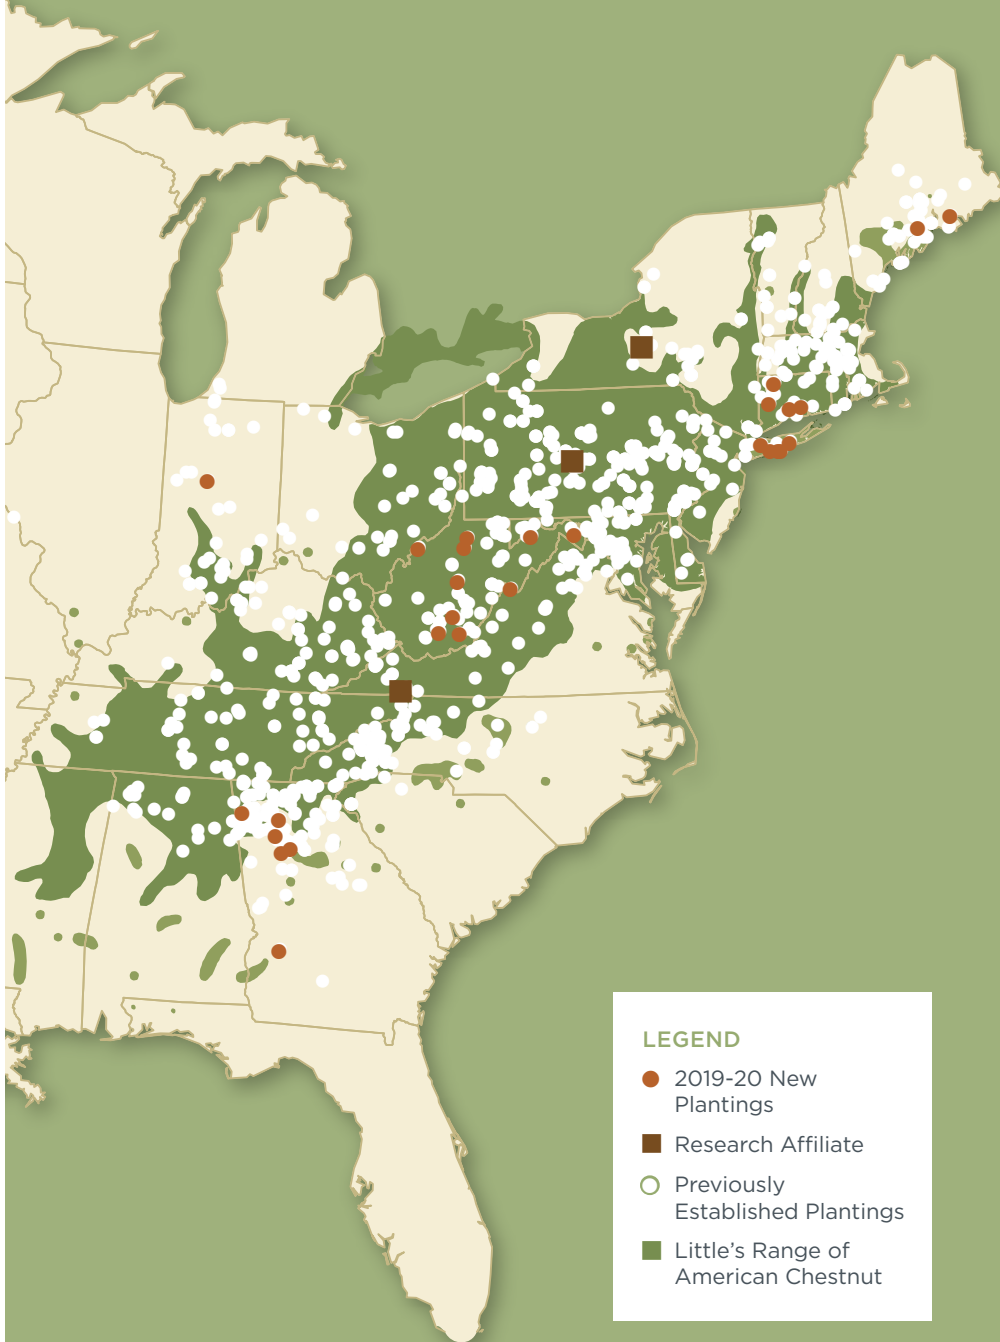 LEGEND
2019-20 New
Plantings
Research Affiliate
Previously
Established Plantings
Little's Range of
American Chestnut